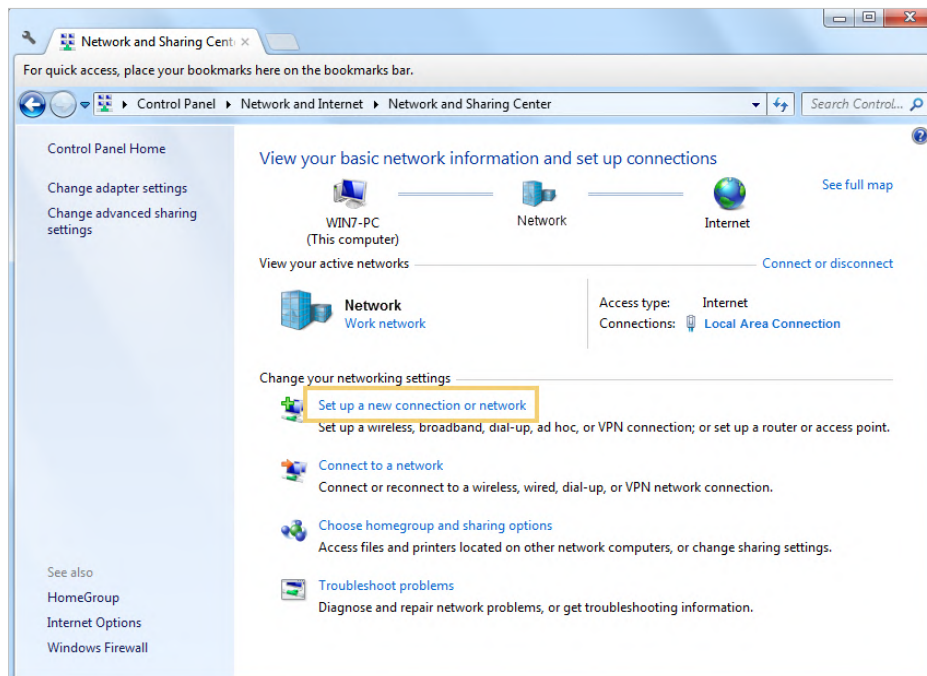 Network and Sharing Cent
For quick access, place your bookmarks here on the bookmarks bar.
Control Panel Network and Internet Network and Sharing Center Search Control...
Control Panel Home
Change adapter settings
Change advanced sharing
settings
View your basic network information and set up connections
See full map
WIN7-PC
(This computer)
Network
Internet
View your active networks
Connect or disconnect
Network
Work network
Access type: Internet
Connections: Local Area Connection
Change your networking settings
Set up a new connection or network
Set up a wireless, broadband, dial-up, ad hoc, or VPN connection; or set up a router or access point.
Connect to a network
Connect or reconnect to a wireless, wired, dial-up, or VPN network connection.
Choose homegroup and sharing options
Access files and printers located on other network computers, or change sharing settings.
Troubleshoot problems
Diagnose and repair network problems, or get troubleshooting information.
See also
HomeGroup
Internet Options
Windows Firewall